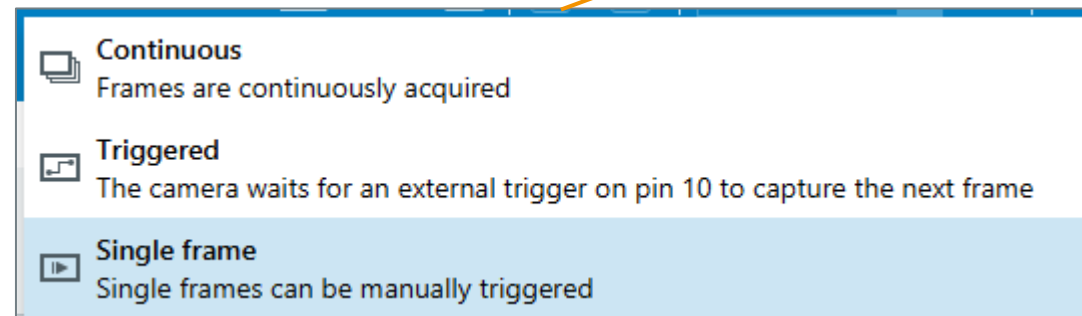 Continuous
Frames are continuously acquired
Triggered
The camera waits for an external trigger on pin 10 to capture the next frame
Single frame
Single frames can be manually triggered